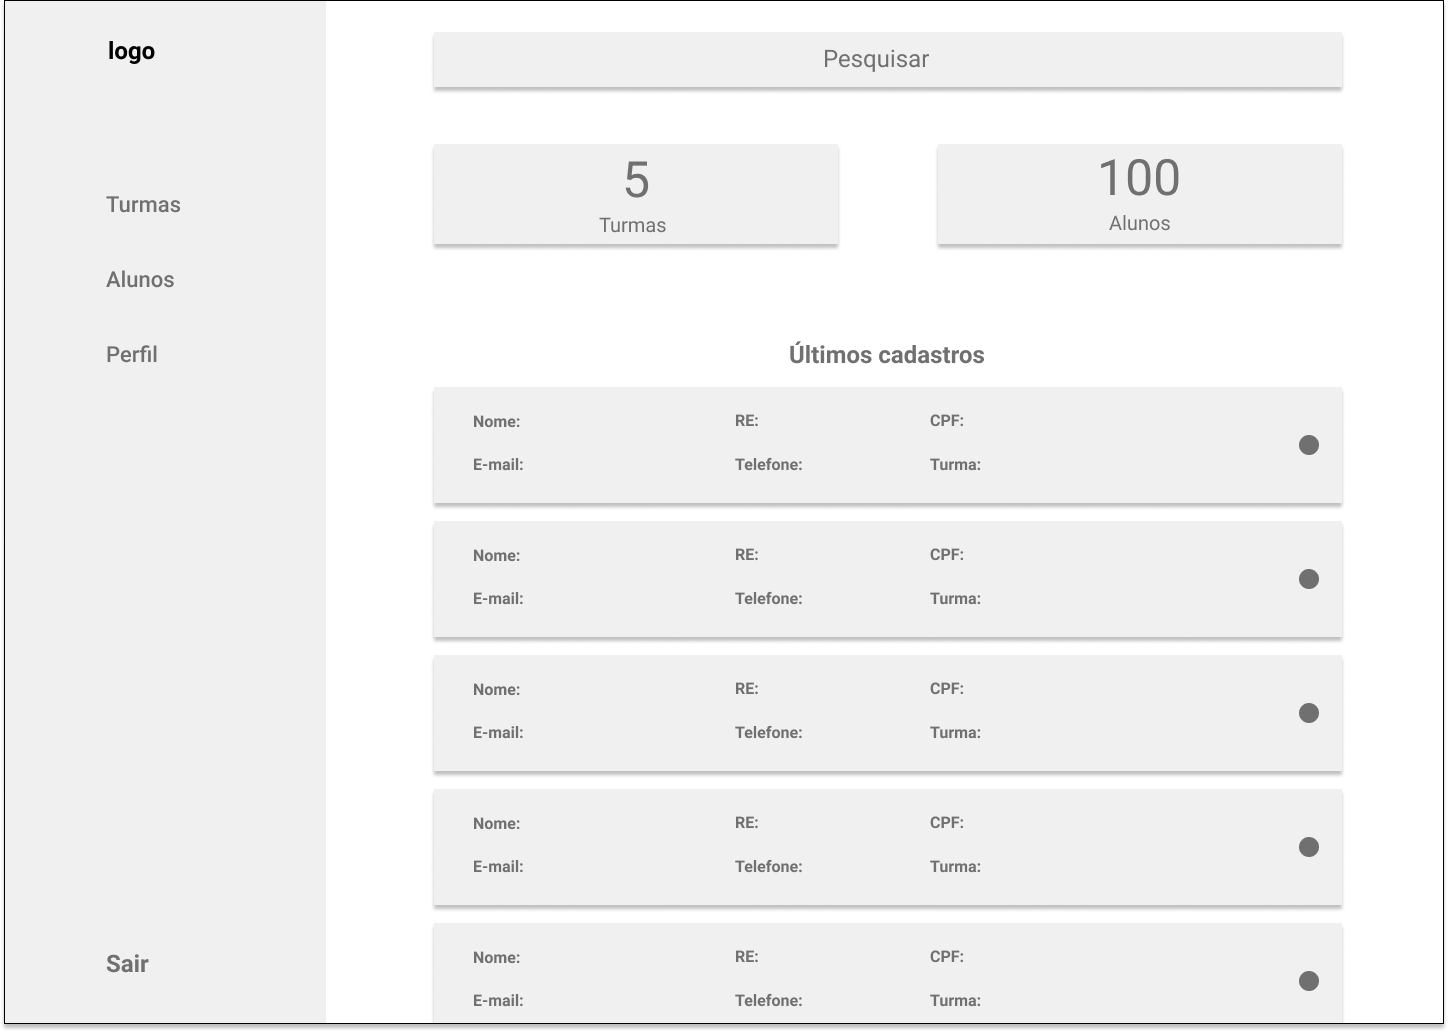 logo
Turmas
Alunos
Perfil
Sair
Pesquisar
5
Turmas
100
Alunos
Últimos cadastros
Nome: RE: CPF:
E-mail: Telefone: Turma:
Nome: RE: CPF:
E-mail: Telefone: Turma:
Nome: RE: CPF:
E-mail: Telefone: Turma:
Nome: RE: CPF:
E-mail: Telefone: Turma:
Nome: RE: CPF:
E-mail: Telefone: Turma: